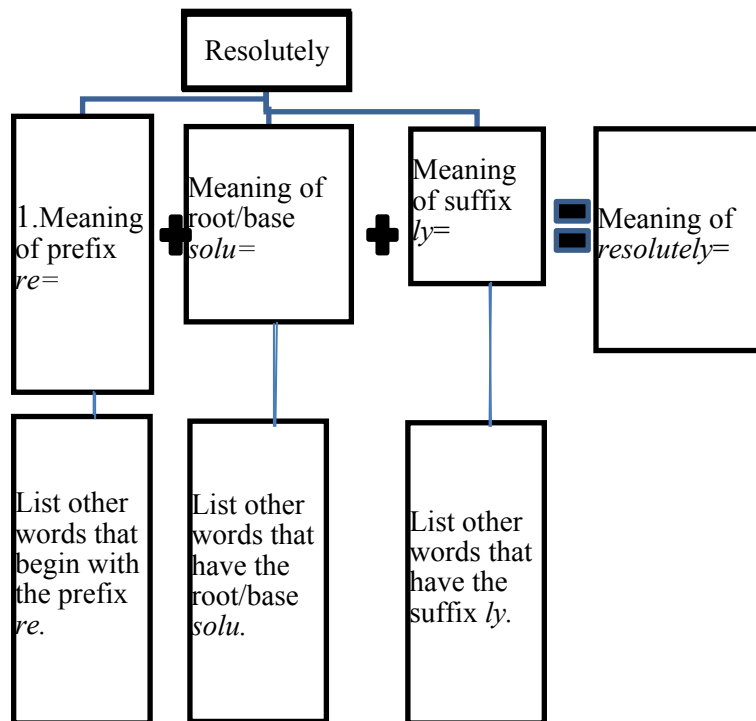 Resolutely
1.Meaning
of prefix
re=
Meaning of
root/base
solu=
Meaning
of suffix
ly=
Meaning of
resolutely=
List other
words that
begin with
the prefix
re.
List other
words that
have the
root/base
solu.
List other
words that
have the
suffix ly.